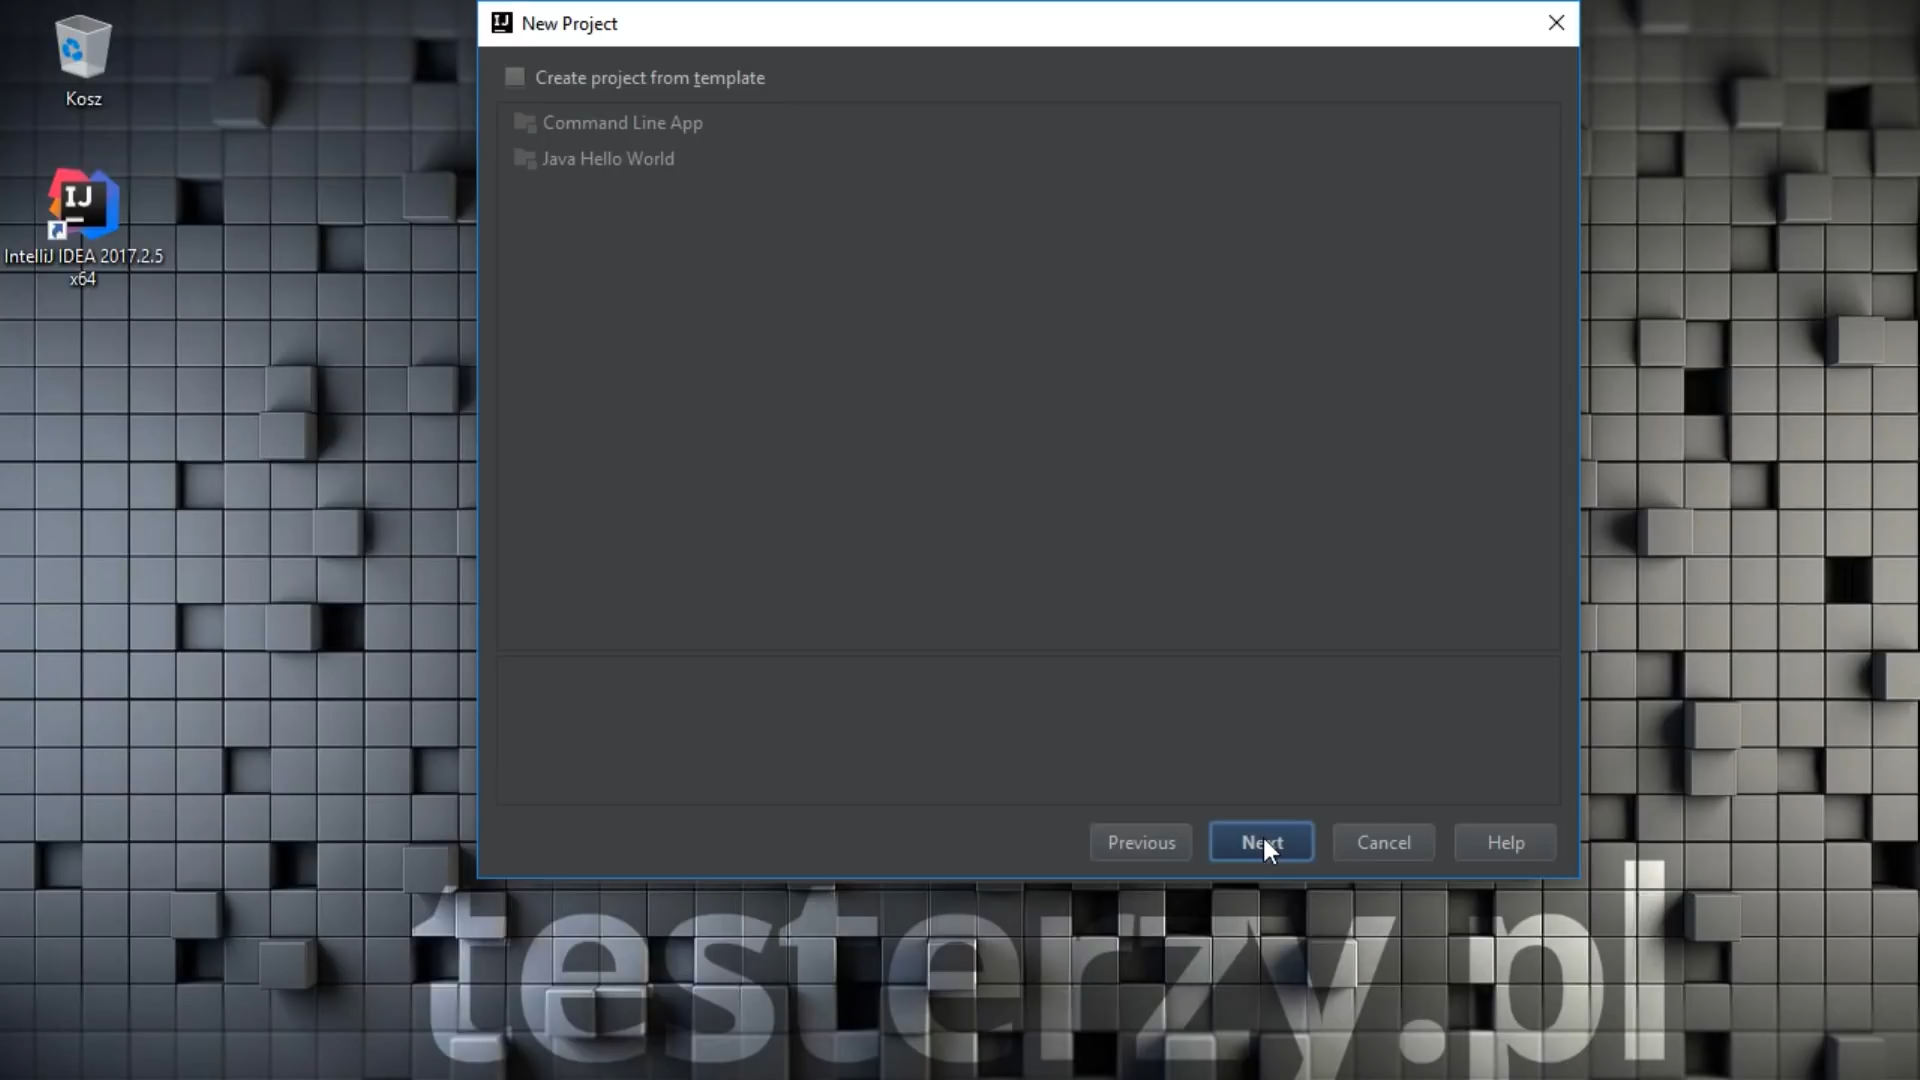 New Project
Kosz
Create project from template
Command Line App
Java Hello World
IJ
IntelliJ IDEA 2017.2.5
x64
Previous
Next
Cancel
Help
testerzy.pl